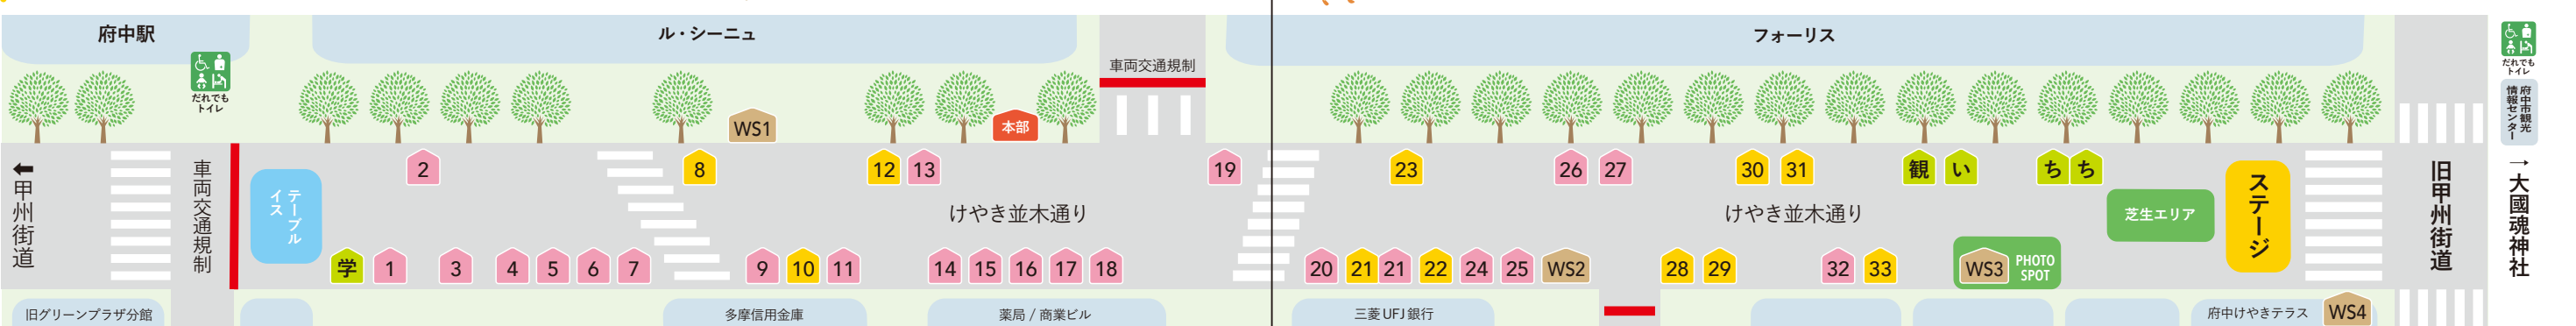 府中駅
ル・シーニュ
フォーリス
だれでも
トイレ
車両交通規制
だれでも
トイレ
府中市観光
情報センター
WS1
本部
←甲州街道
車両交通規制
テーブル
イス
2
8
12
13
19
23
26
27
30
31
観
い
ち
ち
けやき並木通り
けやき並木通り
芝生エリア
ステージ
旧甲州街道
→大國魂神社
学
1
3
4
5
6
7
9
10
11
14
15
16
17
18
20
21
21
22
24
25
WS2
28
29
32
33
WS3
PHOTO
SPOT
旧グリーンプラザ分館
多摩信用金庫
薬局 / 商業ビル
三菱UFJ銀行
府中けやきテラス
WS4